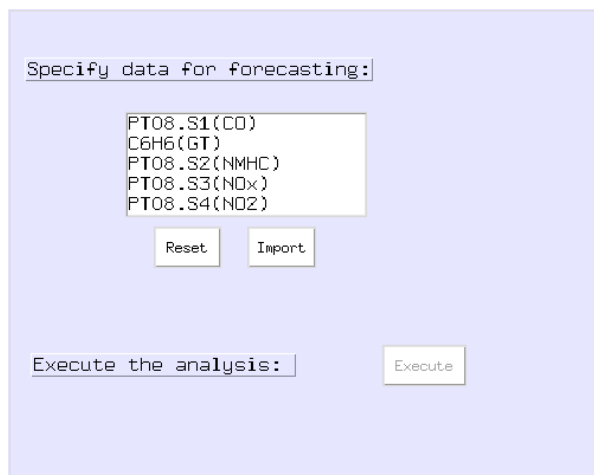 Specify data for forecasting:
PT08.S1(CO)
C6H6(GT)
PT08.S2(NMHC)
PT08.S3(NOx)
PT08.S4(NO2)
Reset Import
Execute the analysis: Execute